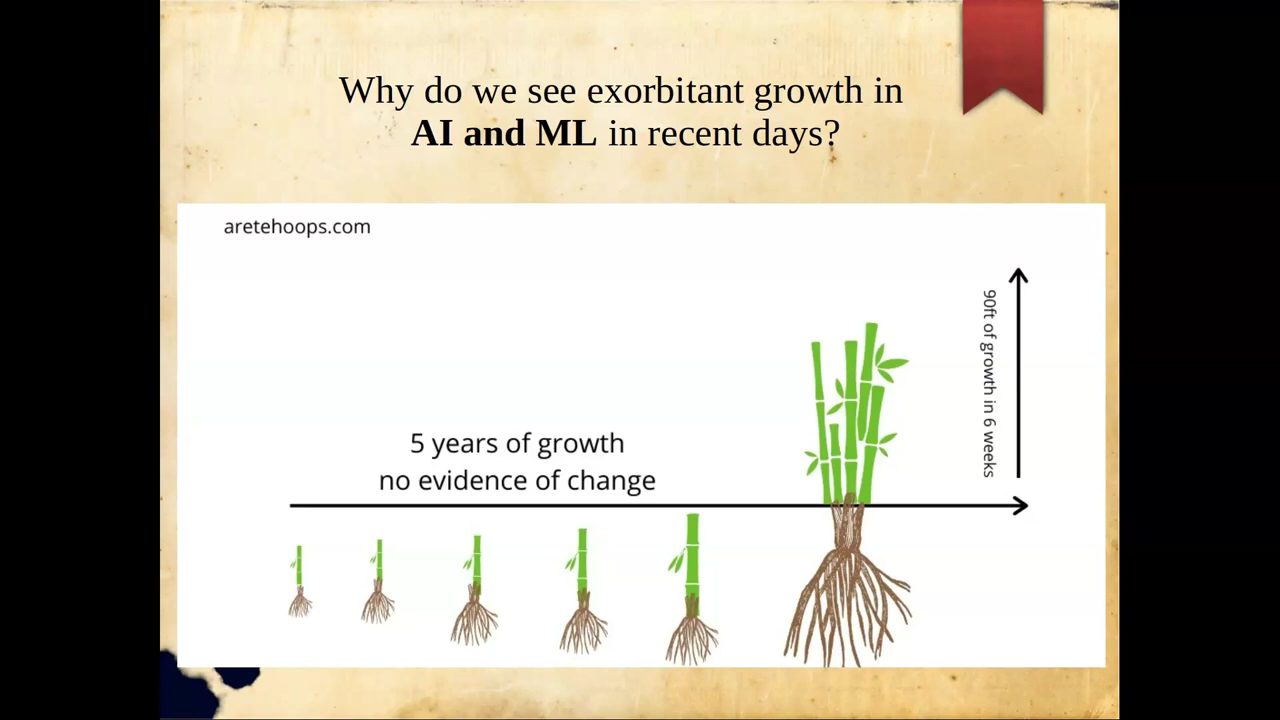 Why do we see exorbitant growth in
AI and ML in recent days?
aretehoops.com
90ft of growth in 6 weeks
5 years of growth
no evidence of change